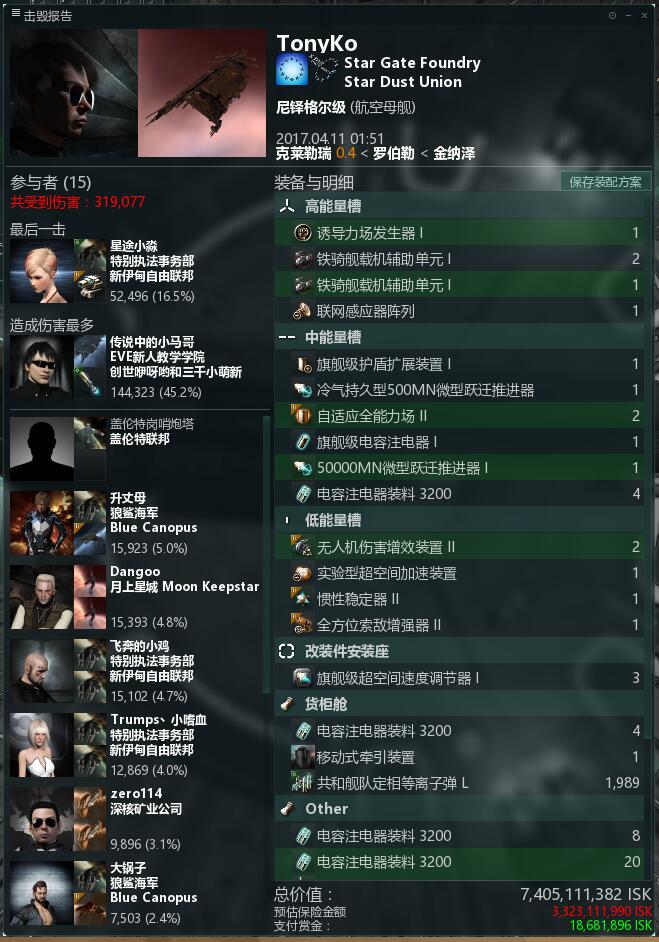 击毁报告
TonyKo
Star Gate Foundry
Star Dust Union
尼铎格尔级 (航空母舰)
2017.04.11 01:51
克莱勒瑞 0.4 < 罗伯勒 < 金纳泽
参与者 (15)
共受到伤害：319,077
最后一击
星途小淼
特别执法事务部
新伊甸自由联邦
52,496 (16.5%)
造成伤害最多
传说中的小马哥
EVE新人教学学院
创世咿呀哟和三千小萌新
144,323 (45.2%)
盖伦特岗哨炮塔
盖伦特联邦
升丈母
狼鲨海军
Blue Canopus
15,923 (5.0%)
Dangoo
月上星城 Moon Keepstar
15,393 (4.8%)
飞奔的小鸡
特别执法事务部
新伊甸自由联邦
15,102 (4.7%)
Trumps丶小嗜血
特别执法事务部
新伊甸自由联邦
12,869 (4.0%)
zero114
深核矿业公司
9,896 (3.1%)
大锅子
狼鲨海军
Blue Canopus
7,503 (2.4%)
装备与明细
保存装配方案
高能量槽
诱导力场发生器 I 1
铁骑舰载机辅助单元 I 2
铁骑舰载机辅助单元 I 1
联网感应器阵列 1
中能量槽
旗舰级护盾扩展装置 I 1
冷气持久型500MN微型跃迁推进器 1
自适应全能力场 II 2
旗舰级电容注电器 I 1
50000MN微型跃迁推进器 I 1
电容注电器装料 3200 4
低能量槽
无人机伤害增效装置 II 2
实验型超空间加速装置 1
惯性稳定器 II 1
全方位索敌增强器 II 1
改装件安装座
旗舰级超空间速度调节器 I 3
货柜舱
电容注电器装料 3200 4
移动式牵引装置 1
共和舰队定相等离子弹 L 1,989
Other
电容注电器装料 3200 8
电容注电器装料 3200 20
总价值： 7,405,111,382 ISK
预估保险金额 3,323,111,990 ISK
支付赏金： 18,681,896 ISK